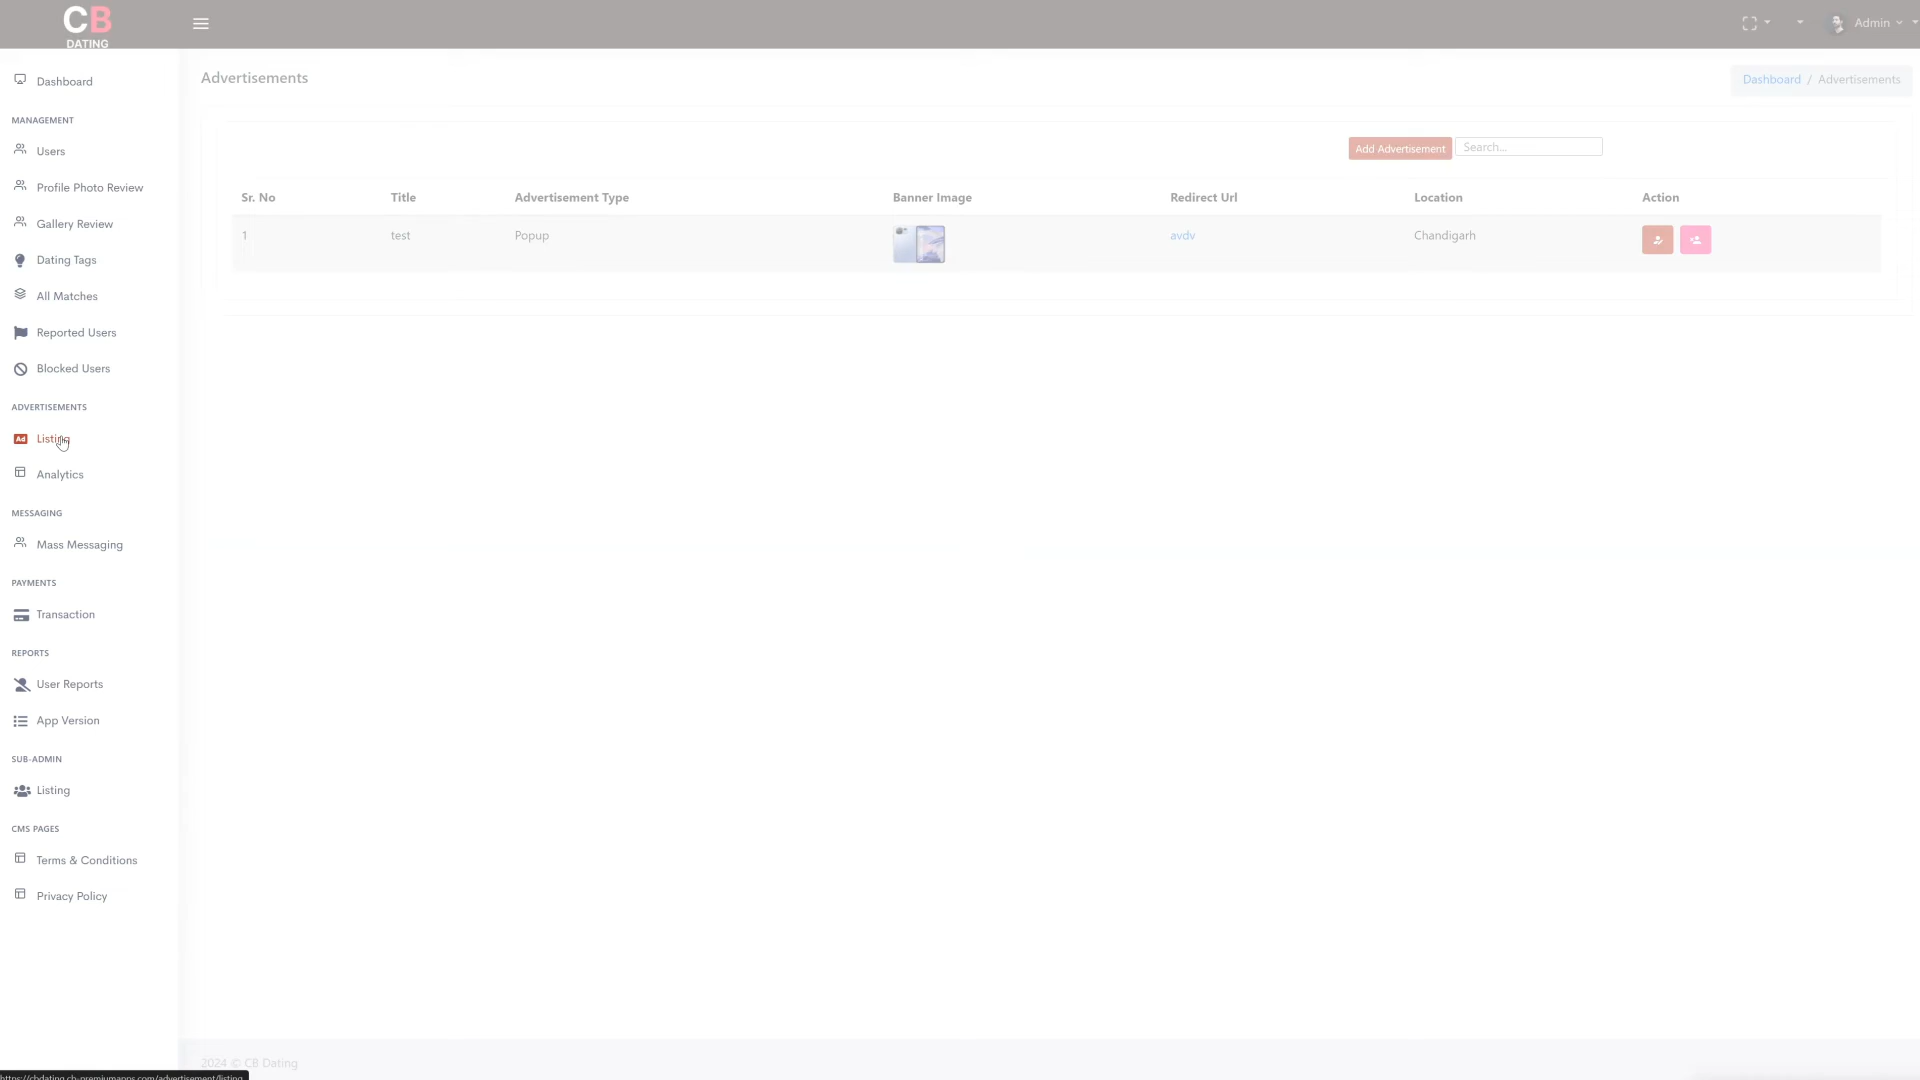 CB
DATING
Admin
Dashboard
MANAGEMENT
Users
Profile Photo Review
Gallery Review
Dating Tags
All Matches
Reported Users
Blocked Users
ADVERTISEMENTS
Ad Listing
Analytics
MESSAGING
Mass Messaging
PAYMENTS
Transaction
REPORTS
User Reports
App Version
SUB-ADMIN
Listing
CMS PAGES
Terms & Conditions
Privacy Policy
Advertisements
Dashboard / Advertisements
Add Advertisement Search...
Sr. No Title Advertisement Type Banner Image Redirect Url Location Action
1 test Popup avdv Chandigarh
2024 © CB Dating
https://cbdating.cb-premiumapps.com/advertisement/listing